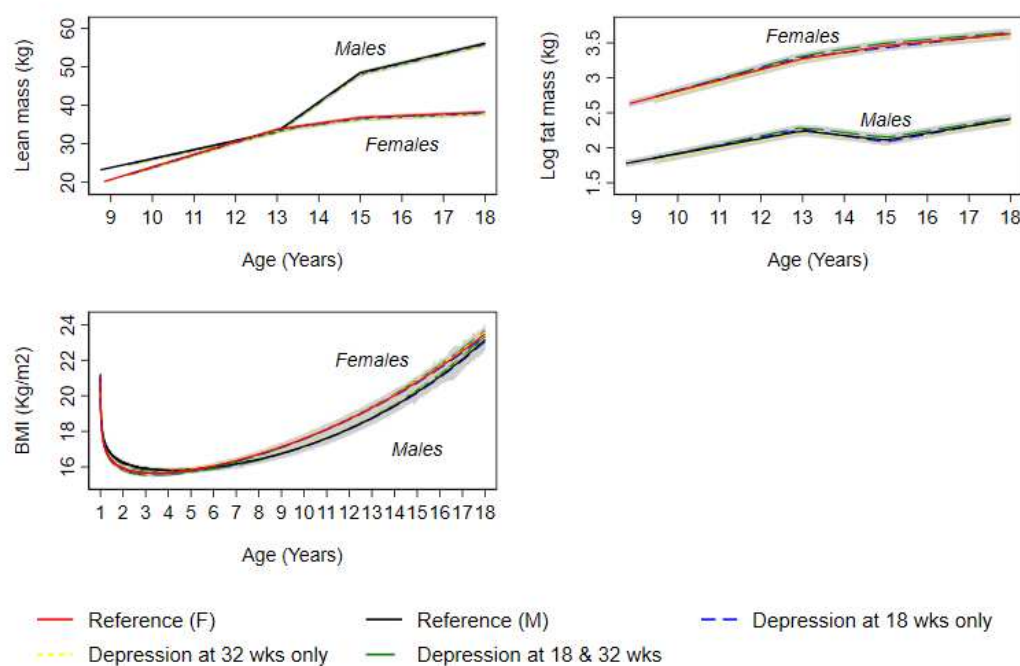 Lean mass (kg)
60
50
40
30
20
Males
Females
9 10 11 12 13 14 15 16 17 18
Age (Years)
Log fat mass (kg)
3.5
3
2.5
2
1.5
Females
Males
9 10 11 12 13 14 15 16 17 18
Age (Years)
BMI (Kg/m2)
24
22
20
18
16
Females
Males
1 2 3 4 5 6 7 8 9 10 11 12 13 14 15 16 17 18
Age (Years)
Reference (F) Reference (M) Depression at 18 wks only
Depression at 32 wks only Depression at 18 & 32 wks